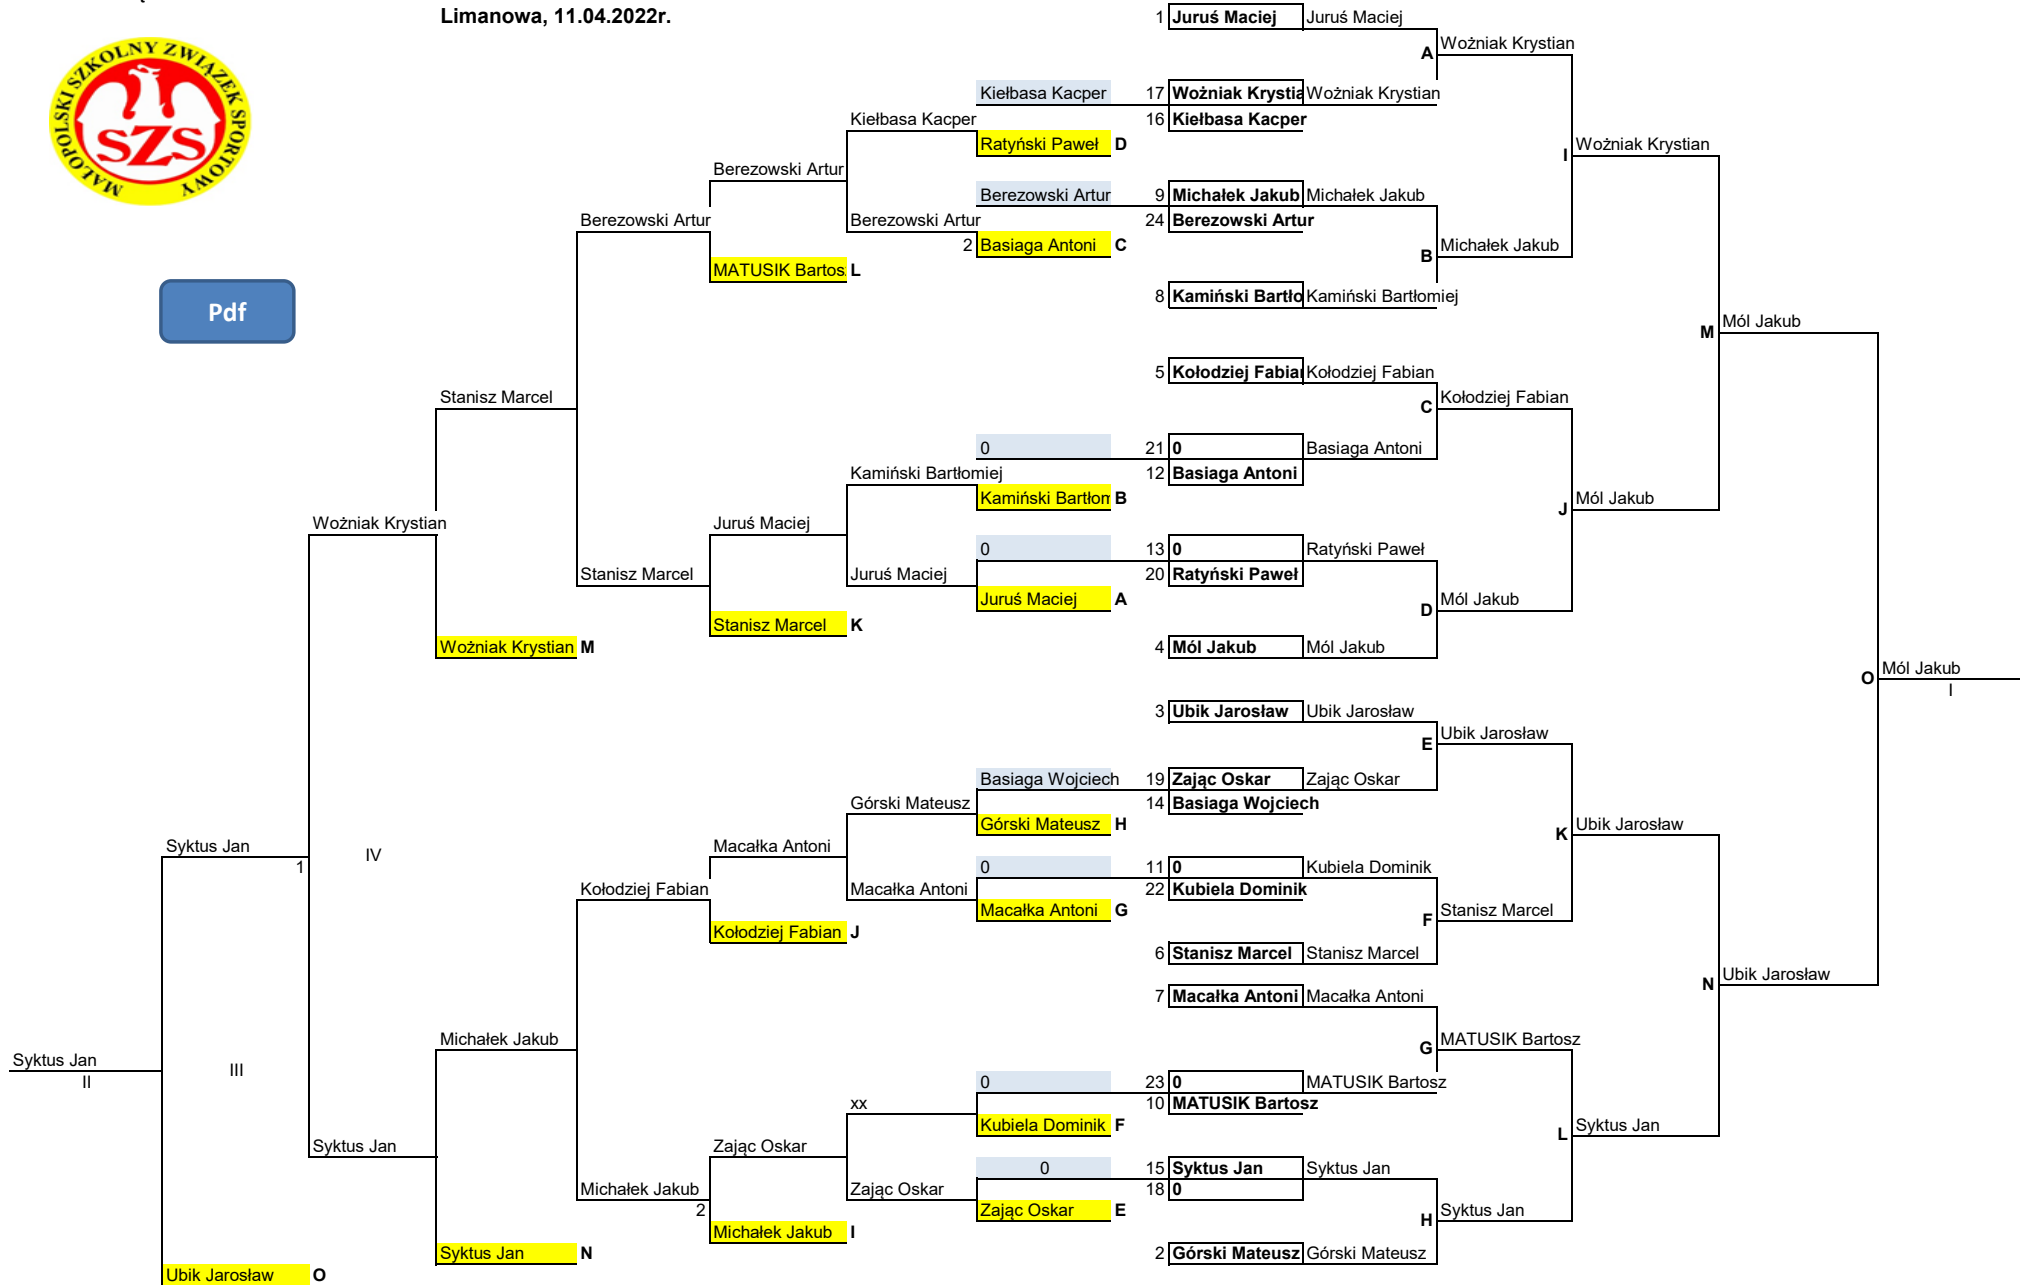 Limanowa, 11.04.2022r.
MAŁOPOLSKI SZKOLNY ZWIĄZEK SPORTOWY
SZS
Pdf
1 Juruś Maciej Juruś Maciej
A Wożniak Krystian
Kiełbasa Kacper 17 Wożniak Krystia Wożniak Krystian
Kiełbasa Kacper 16 Kiełbasa Kacper
Ratyński Paweł D
I Wożniak Krystian
Berezowski Artur
Berezowski Artur 9 Michałek Jakub Michałek Jakub
Berezowski Artur Berezowski Artur 24 Berezowski Artur
2 Basiaga Antoni C
B Michałek Jakub
MATUSIK Bartos L
8 Kamiński Bartło Kamiński Bartłomiej
M Mól Jakub
5 Kołodziej Fabian Kołodziej Fabian
Stanisz Marcel
C Kołodziej Fabian
0 21 0 Basiaga Antoni
Kamiński Bartłomiej 12 Basiaga Antoni
Kamiński Bartłom B
J Mól Jakub
Wożniak Krystian Juruś Maciej
0 13 0 Ratyński Paweł
Stanisz Marcel Juruś Maciej 20 Ratyński Paweł
Juruś Maciej A
D Mól Jakub
Stanisz Marcel K
Wożniak Krystian M
4 Mól Jakub Mól Jakub
O Mól Jakub
I
3 Ubik Jarosław Ubik Jarosław
E Ubik Jarosław
Basiaga Wojciech 19 Zając Oskar Zając Oskar
Górski Mateusz 14 Basiaga Wojciech
Górski Mateusz H
K Ubik Jarosław
Syktus Jan IV Macałka Antoni
1
0 11 0 Kubiela Dominik
Kołodziej Fabian Macałka Antoni 22 Kubiela Dominik
Macałka Antoni G
F Stanisz Marcel
Kołodziej Fabian J
6 Stanisz Marcel Stanisz Marcel
N Ubik Jarosław
7 Macałka Antoni Macałka Antoni
Michałek Jakub
G MATUSIK Bartosz
Syktus Jan
II
III
0 23 0 MATUSIK Bartosz
xx 10 MATUSIK Bartosz
Kubiela Dominik F
L Syktus Jan
Syktus Jan Zając Oskar
0 15 Syktus Jan Syktus Jan
Michałek Jakub Zając Oskar 18 0
2
Zając Oskar E
H Syktus Jan
Michałek Jakub I
Syktus Jan N
2 Górski Mateusz Górski Mateusz
Ubik Jarosław O